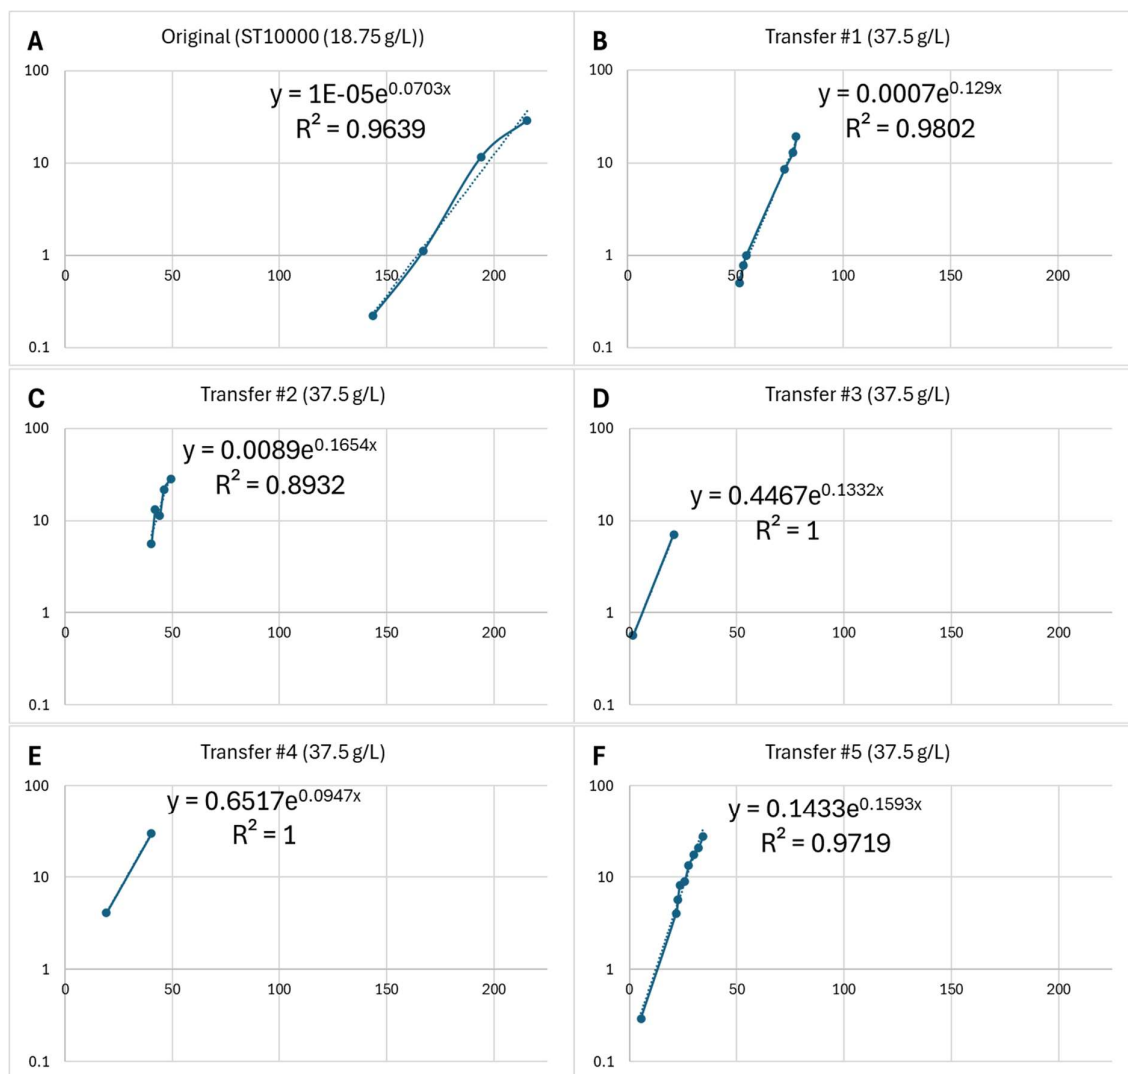 A
Original (ST10000 (18.75 g/L))
100
10
1
0.1
0
50
100
150
200
y = 1E-05e^0.0703x
R² = 0.9639
B
Transfer #1 (37.5 g/L)
100
10
1
0.1
0
50
100
150
200
y = 0.0007e^0.129x
R² = 0.9802
C
Transfer #2 (37.5 g/L)
100
10
1
0.1
0
50
100
150
200
y = 0.0089e^0.1654x
R² = 0.8932
D
Transfer #3 (37.5 g/L)
100
10
1
0.1
0
50
100
150
200
y = 0.4467e^0.1332x
R² = 1
E
Transfer #4 (37.5 g/L)
100
10
1
0.1
0
50
100
150
200
y = 0.6517e^0.0947x
R² = 1
F
Transfer #5 (37.5 g/L)
100
10
1
0.1
0
50
100
150
200
y = 0.1433e^0.1593x
R² = 0.9719